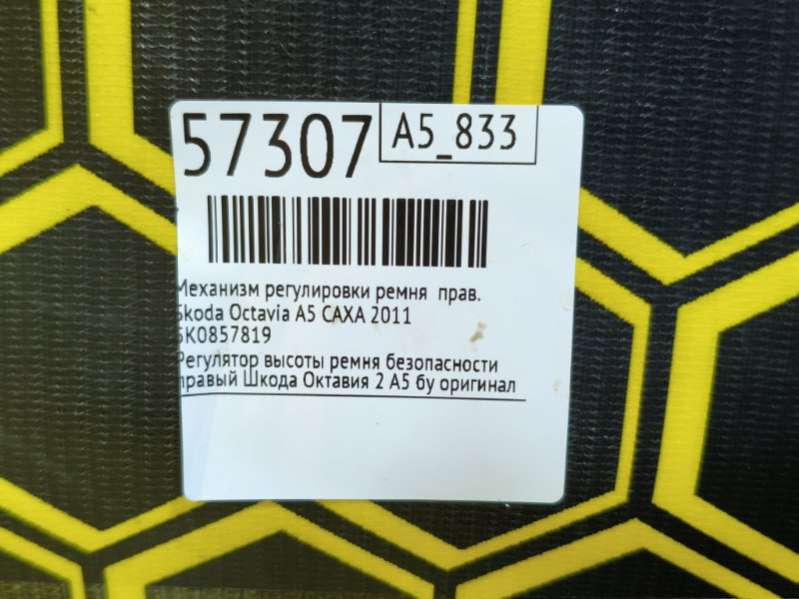 57307
A5_833
Механизм регулировки ремня прав.
Skoda Octavia A5 CAXA 2011
5K0857819
Регулятор высоты ремня безопасности
правый Шкода Октавия 2 А5 бу оригинал